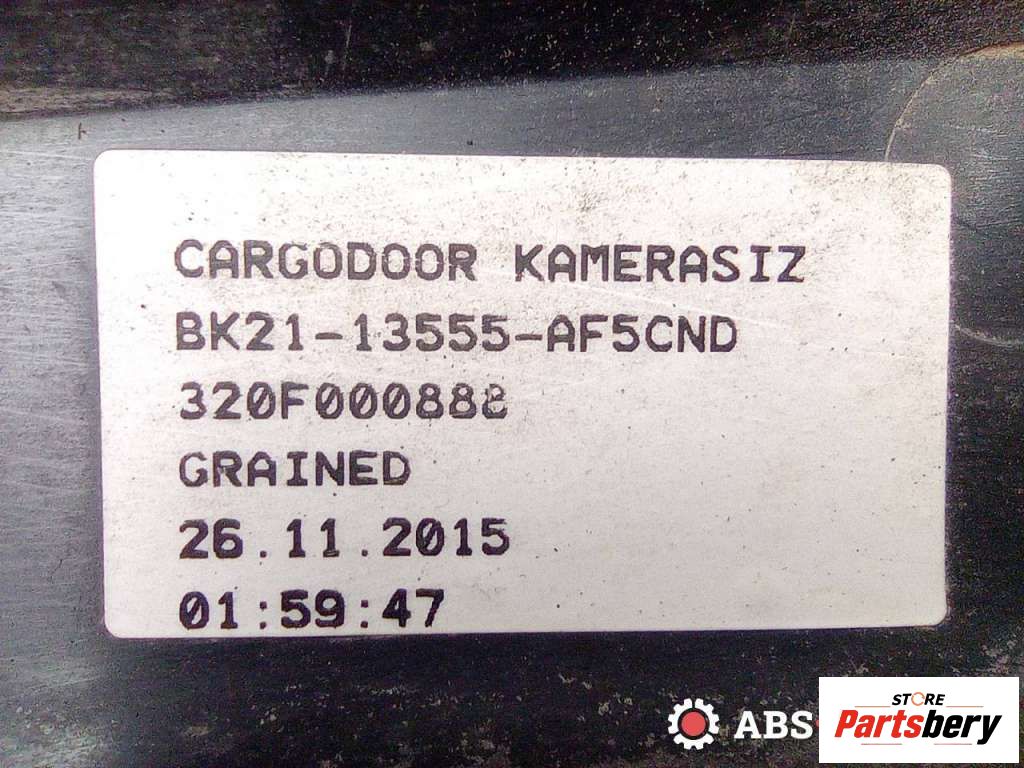 CARGODOOR KAMERASIZ
BK21-13555-AF5CND
320F000888
GRAINED
26.11.2015
01:59:47
ABS
STORE
Partsbery